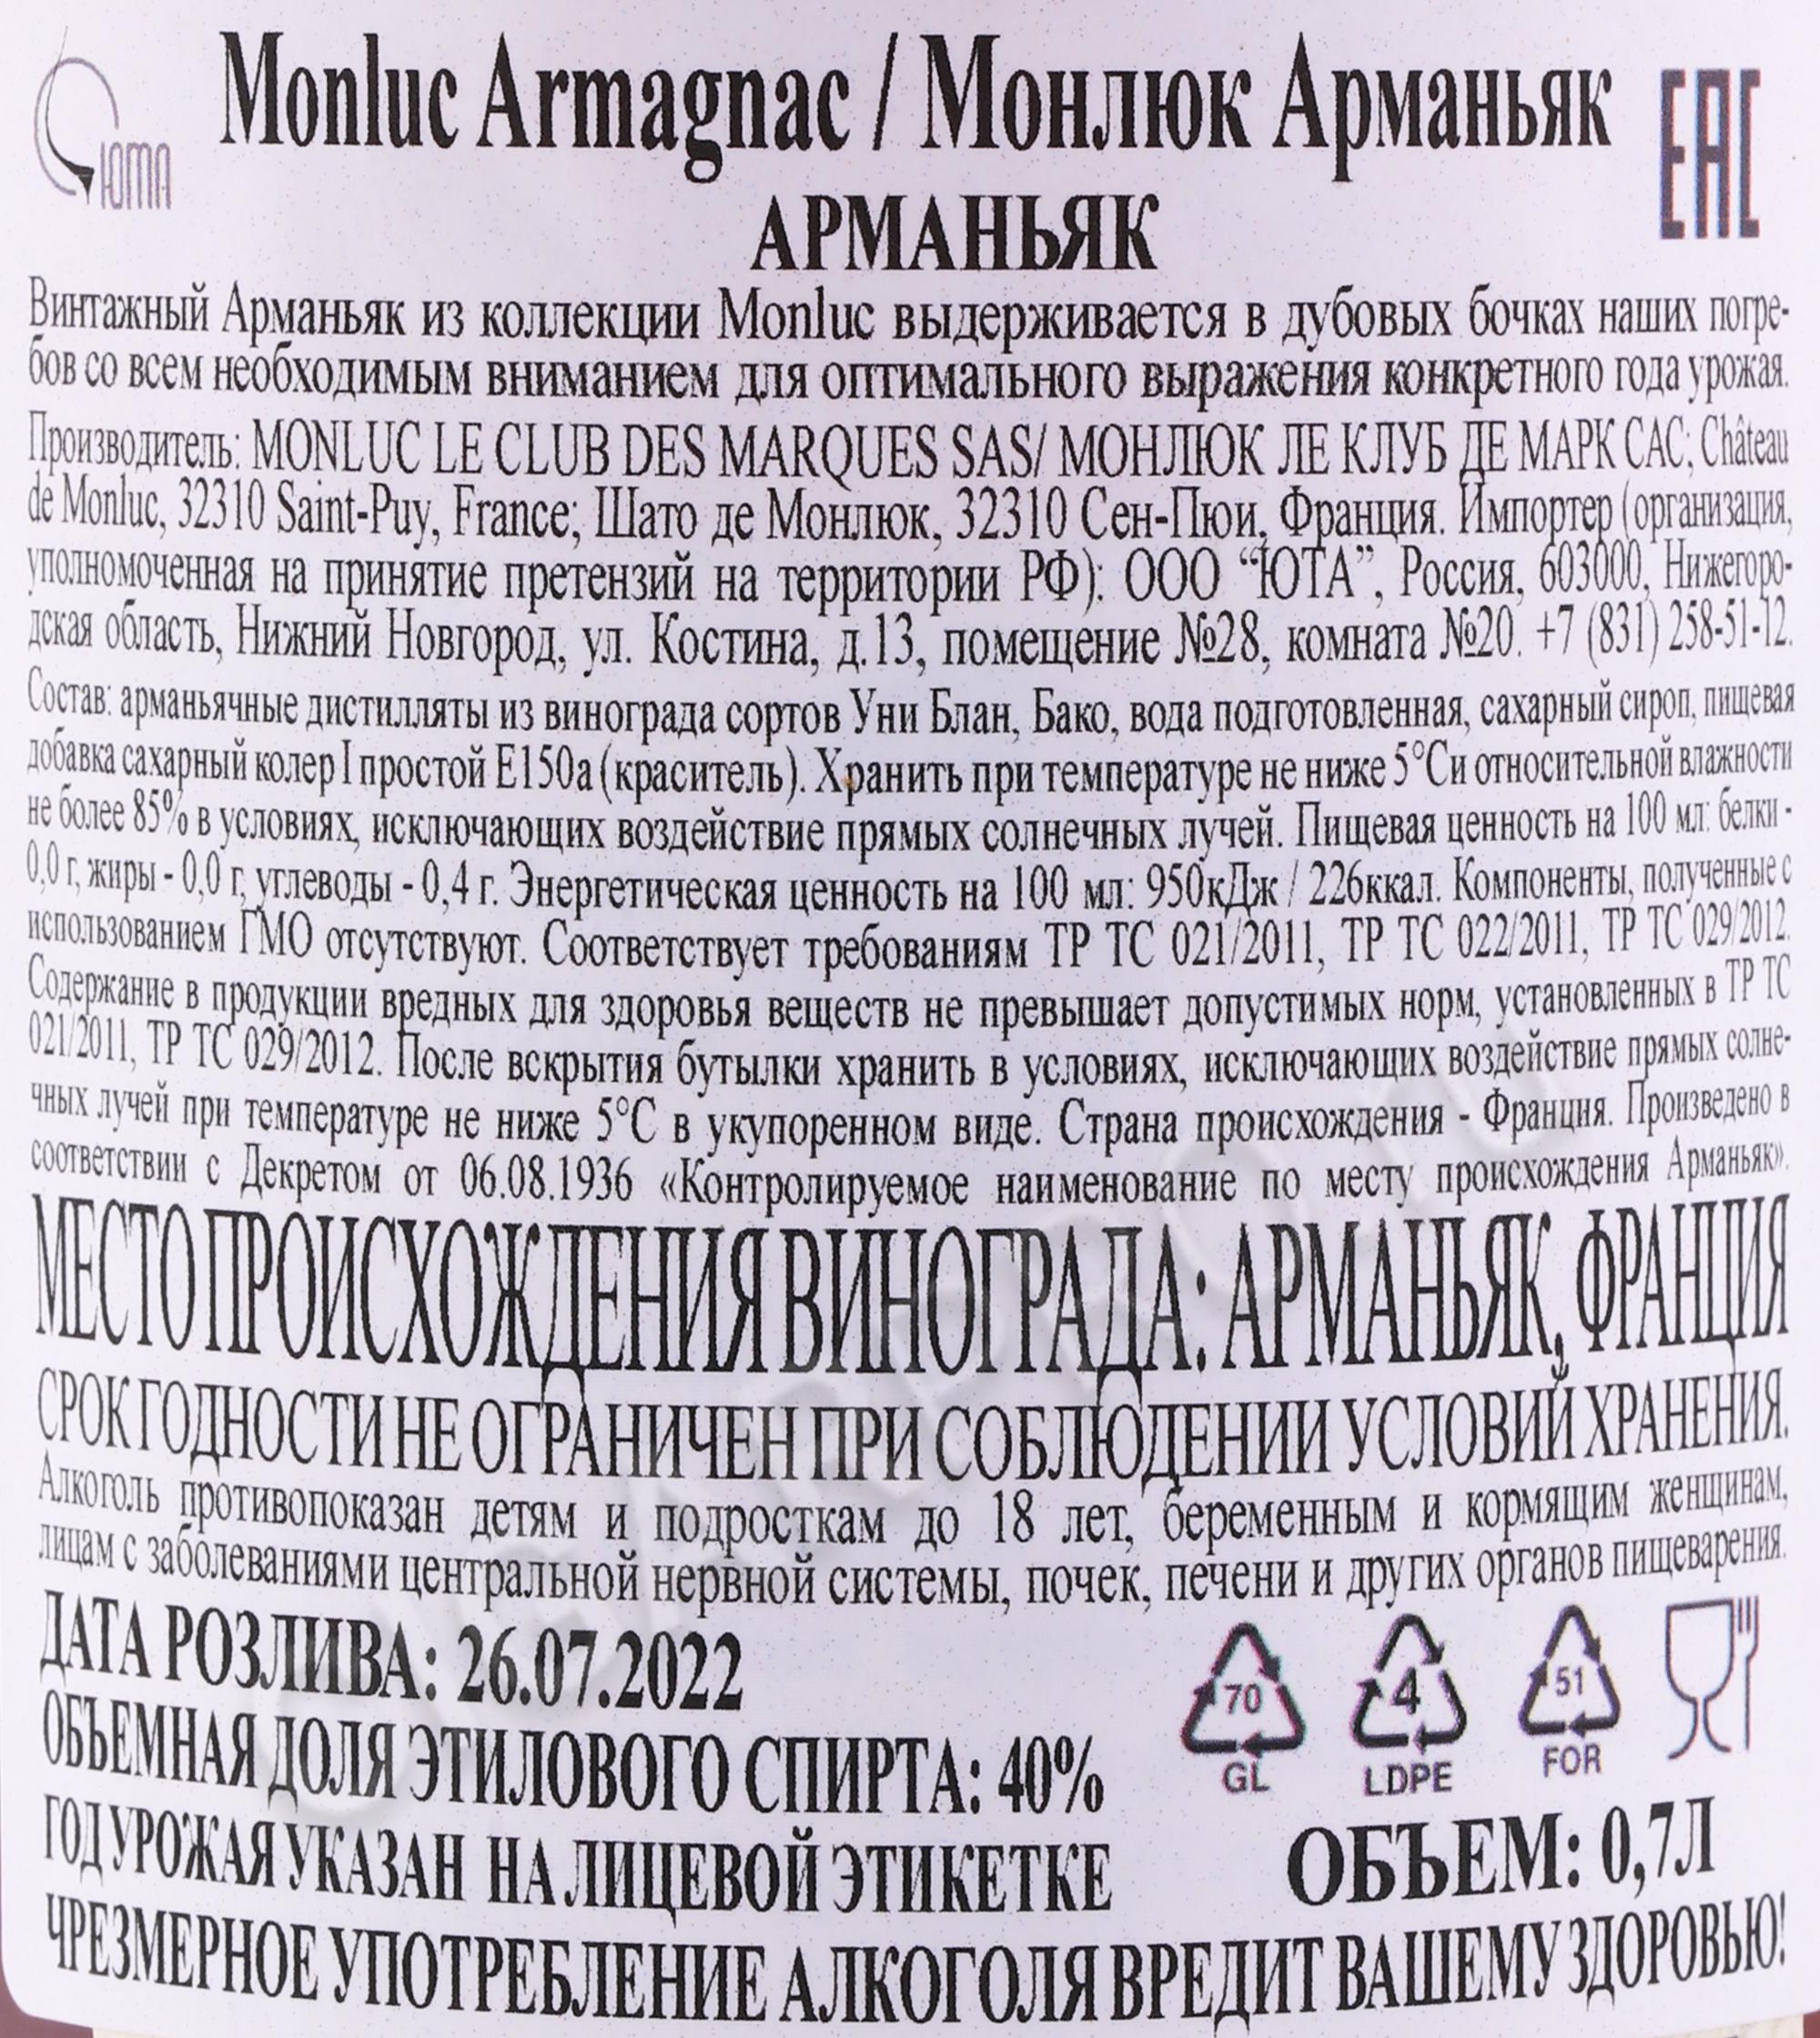 Monluc Armagnac / Монлюк Арманьяк
ЮТА
EAC
АРМАНЬЯК
Винтажный Арманьяк из коллекции Monluc выдерживается в дубовых бочках наших погре-
бов со всем необходимым вниманием для оптимального выражения конкретного года урожая.
Производитель: MONLUC LE CLUB DES MARQUES SAS/ МОНЛЮК ЛЕ КЛУБ ДЕ МАРК САС; Château
de Monluc, 32310 Saint-Puy, France; Шато де Монлюк, 32310 Сен-Пюи, Франция. Импортер (организация,
уполномоченная на принятие претензий на территории РФ): ООО “ЮТА”, Россия, 603000, Нижегоро-
дская область, Нижний Новгород, ул. Костина, д.13, помещение №28, комната №20. +7 (831) 258-51-12.
Состав: арманьячные дистилляты из винограда сортов Уни Блан, Бако, вода подготовленная, сахарный сироп, пищевая
добавка сахарный колер I простой Е150а (краситель). Хранить при температуре не ниже 5°С и относительной влажности
не более 85% в условиях, исключающих воздействие прямых солнечных лучей. Пищевая ценность на 100 мл: белки -
0,0 г, жиры - 0,0 г, углеводы - 0,4 г. Энергетическая ценность на 100 мл: 950кДж / 226ккал. Компоненты, полученные с
использованием ГМО отсутствуют. Соответствует требованиям ТР ТС 021/2011, ТР ТС 022/2011, ТР ТС 029/2012.
Содержание в продукции вредных для здоровья веществ не превышает допустимых норм, установленных в ТР ТС
021/2011, ТР ТС 029/2012. После вскрытия бутылки хранить в условиях, исключающих воздействие прямых солне-
чных лучей при температуре не ниже 5°С в укупоренном виде. Страна происхождения - Франция. Произведено в
соответствии с Декретом от 06.08.1936 «Контролируемое наименование по месту происхождения Арманьяк».
МЕСТО ПРОИСХОЖДЕНИЯ ВИНОГРАДА: АРМАНЬЯК, ФРАНЦИЯ
СРОК ГОДНОСТИ НЕ ОГРАНИЧЕН ПРИ СОБЛЮДЕНИИ УСЛОВИЙ ХРАНЕНИЯ.
Алкоголь противопоказан детям и подросткам до 18 лет, беременным и кормящим женщинам,
лицам с заболеваниями центральной нервной системы, почек, печени и других органов пищеварения.
ДАТА РОЗЛИВА: 26.07.2022
ОБЪЕМНАЯ ДОЛЯ ЭТИЛОВОГО СПИРТА: 40%
70
GL
4
LDPE
51
FOR
ГОД УРОЖАЯ УКАЗАН НА ЛИЦЕВОЙ ЭТИКЕТКЕ
ОБЪЕМ: 0,7Л
ЧРЕЗМЕРНОЕ УПОТРЕБЛЕНИЕ АЛКОГОЛЯ ВРЕДИТ ВАШЕМУ ЗДОРОВЬЮ!